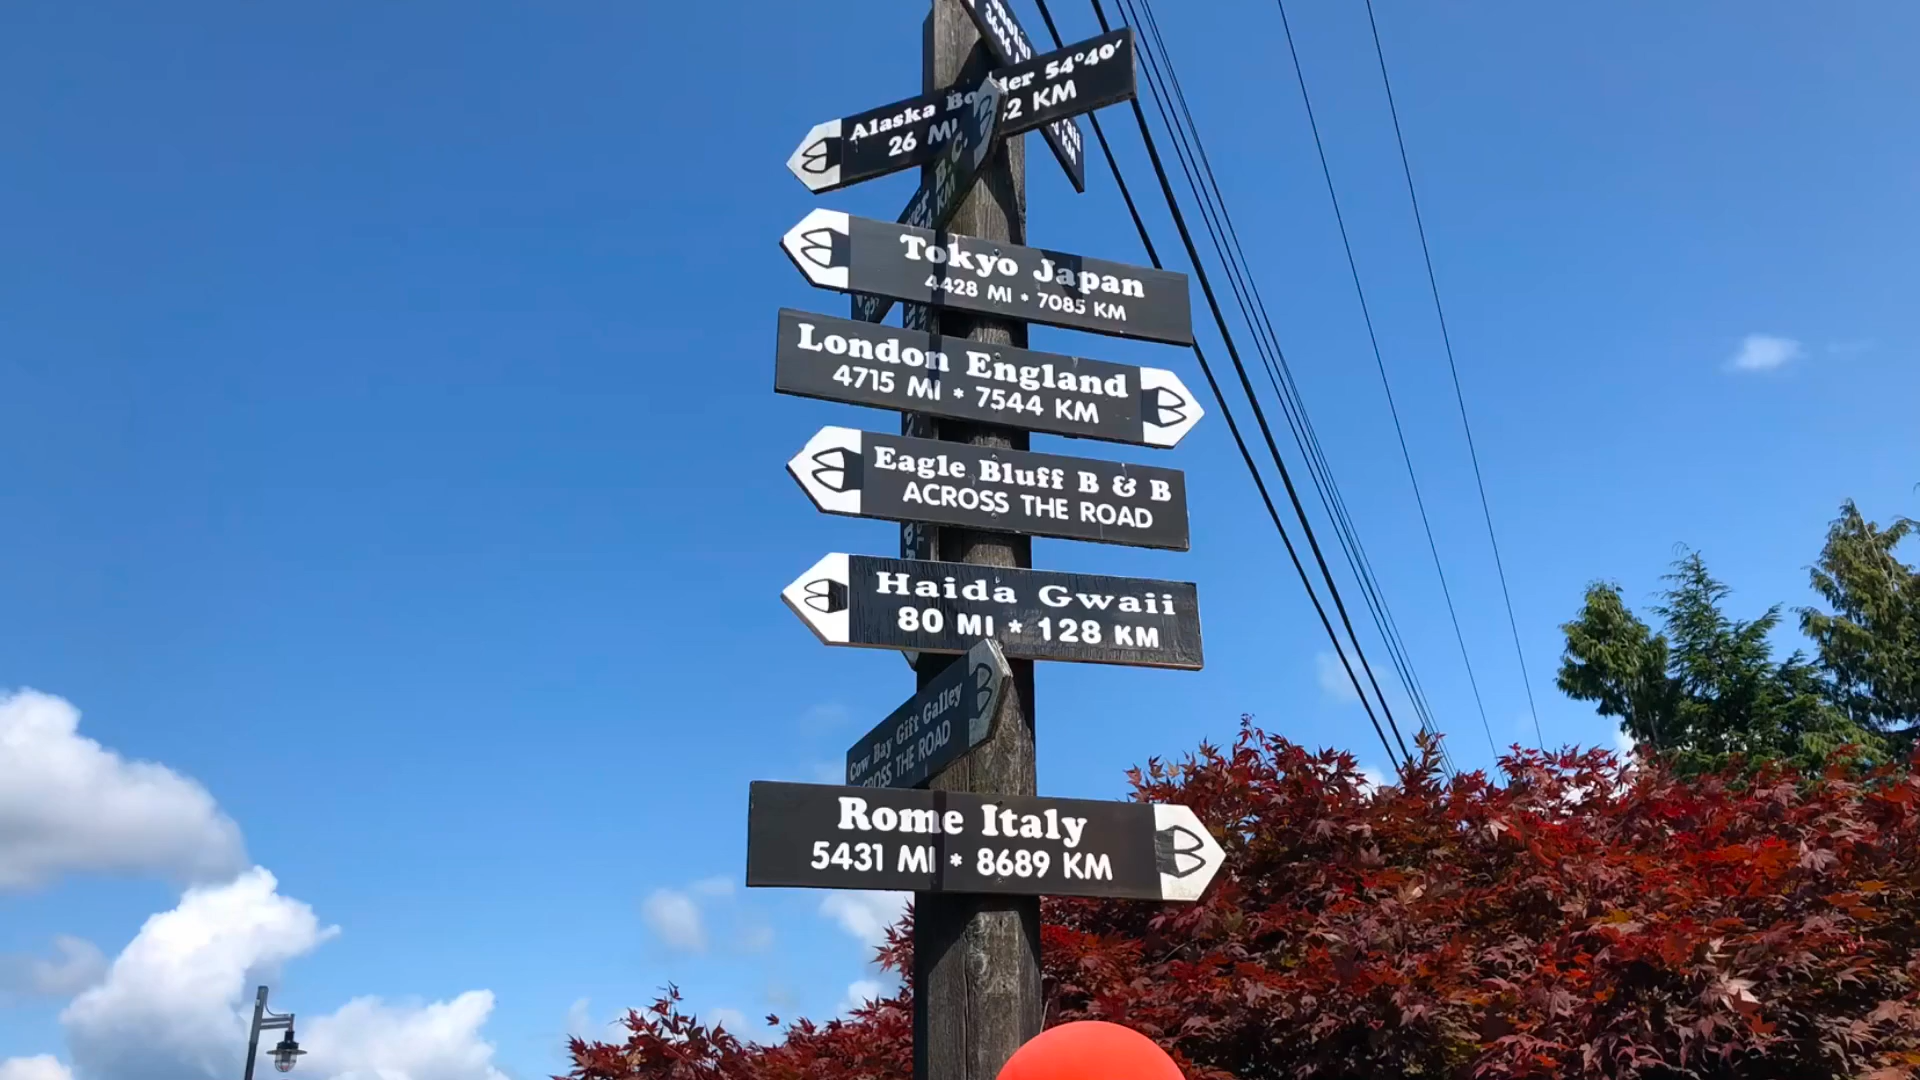 Alaska 54°40'
26 MI KM
B.C.
KM
Tokyo Japan
4428 MI * 7085 KM
London England
4715 MI * 7544 KM
Eagle Bluff B & B
ACROSS THE ROAD
Haida Gwaii
80 MI * 128 KM
Cow Bay Gift Galley
THE ROAD
Rome Italy
5431 MI * 8689 KM